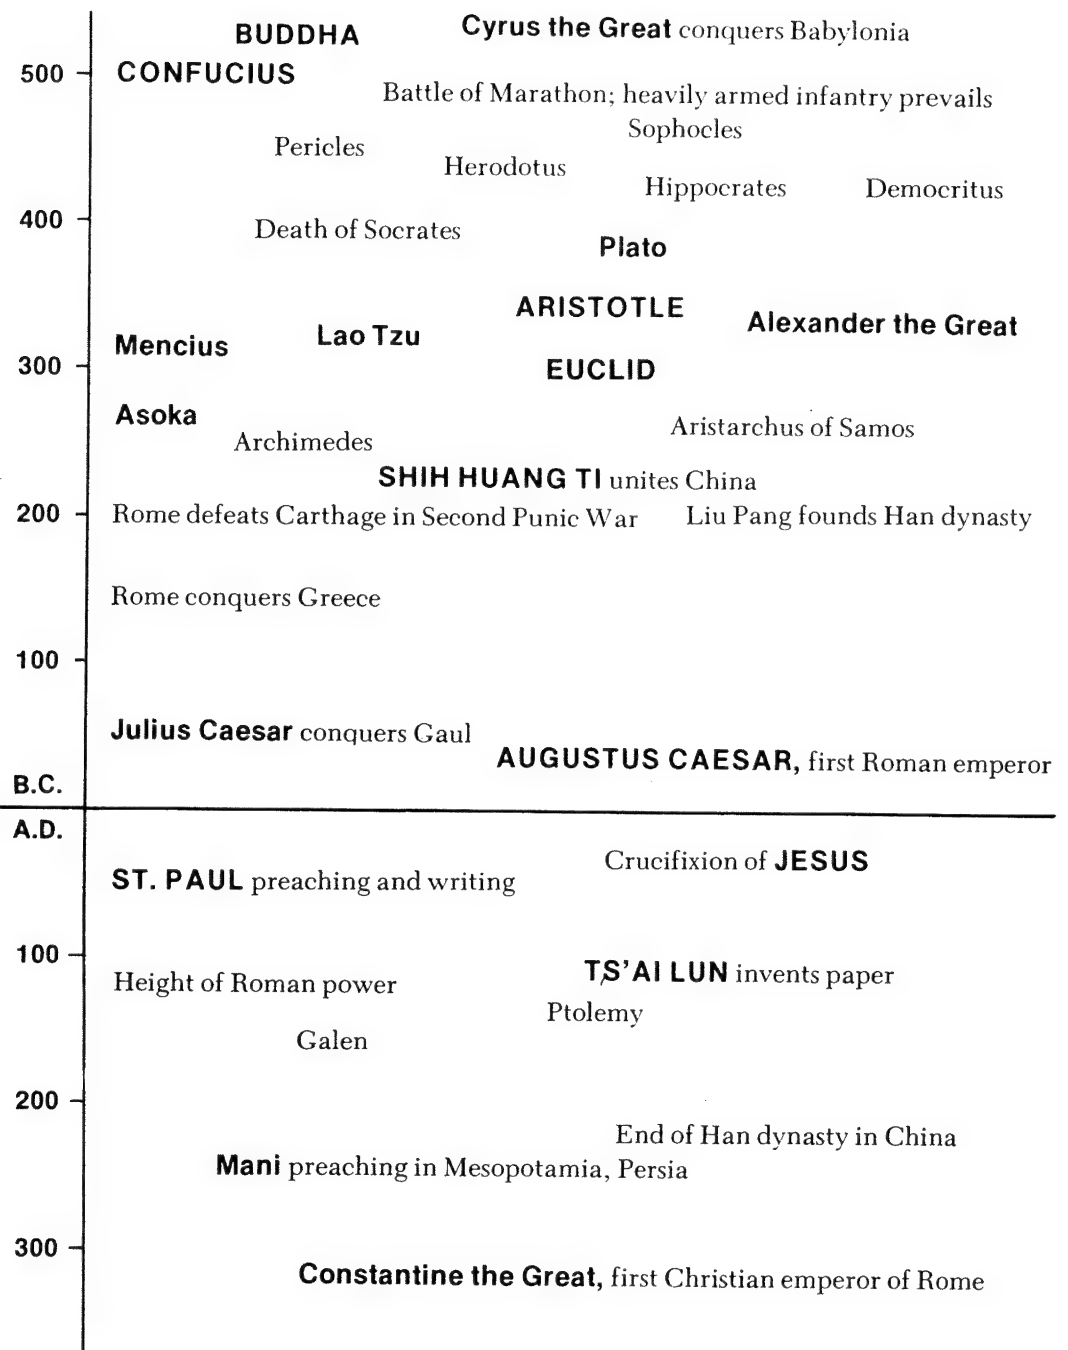 BUDDHA Cyrus the Great conquers Babylonia
500 CONFUCIUS
Battle of Marathon; heavily armed infantry prevails
Sophocles
Pericles
Herodotus
Hippocrates Democritus
400
Death of Socrates
Plato
ARISTOTLE
Alexander the Great
Lao Tzu
Mencius
300 EUCLID
Asoka
Aristarchus of Samos
Archimedes
SHIH HUANG TI unites China
200 Rome defeats Carthage in Second Punic War Liu Pang founds Han dynasty
Rome conquers Greece
100
Julius Caesar conquers Gaul
AUGUSTUS CAESAR, first Roman emperor
B.C.
A.D.
Crucifixion of JESUS
ST. PAUL preaching and writing
100
TS'AI LUN invents paper
Height of Roman power
Ptolemy
Galen
200
End of Han dynasty in China
Mani preaching in Mesopotamia, Persia
300
Constantine the Great, first Christian emperor of Rome